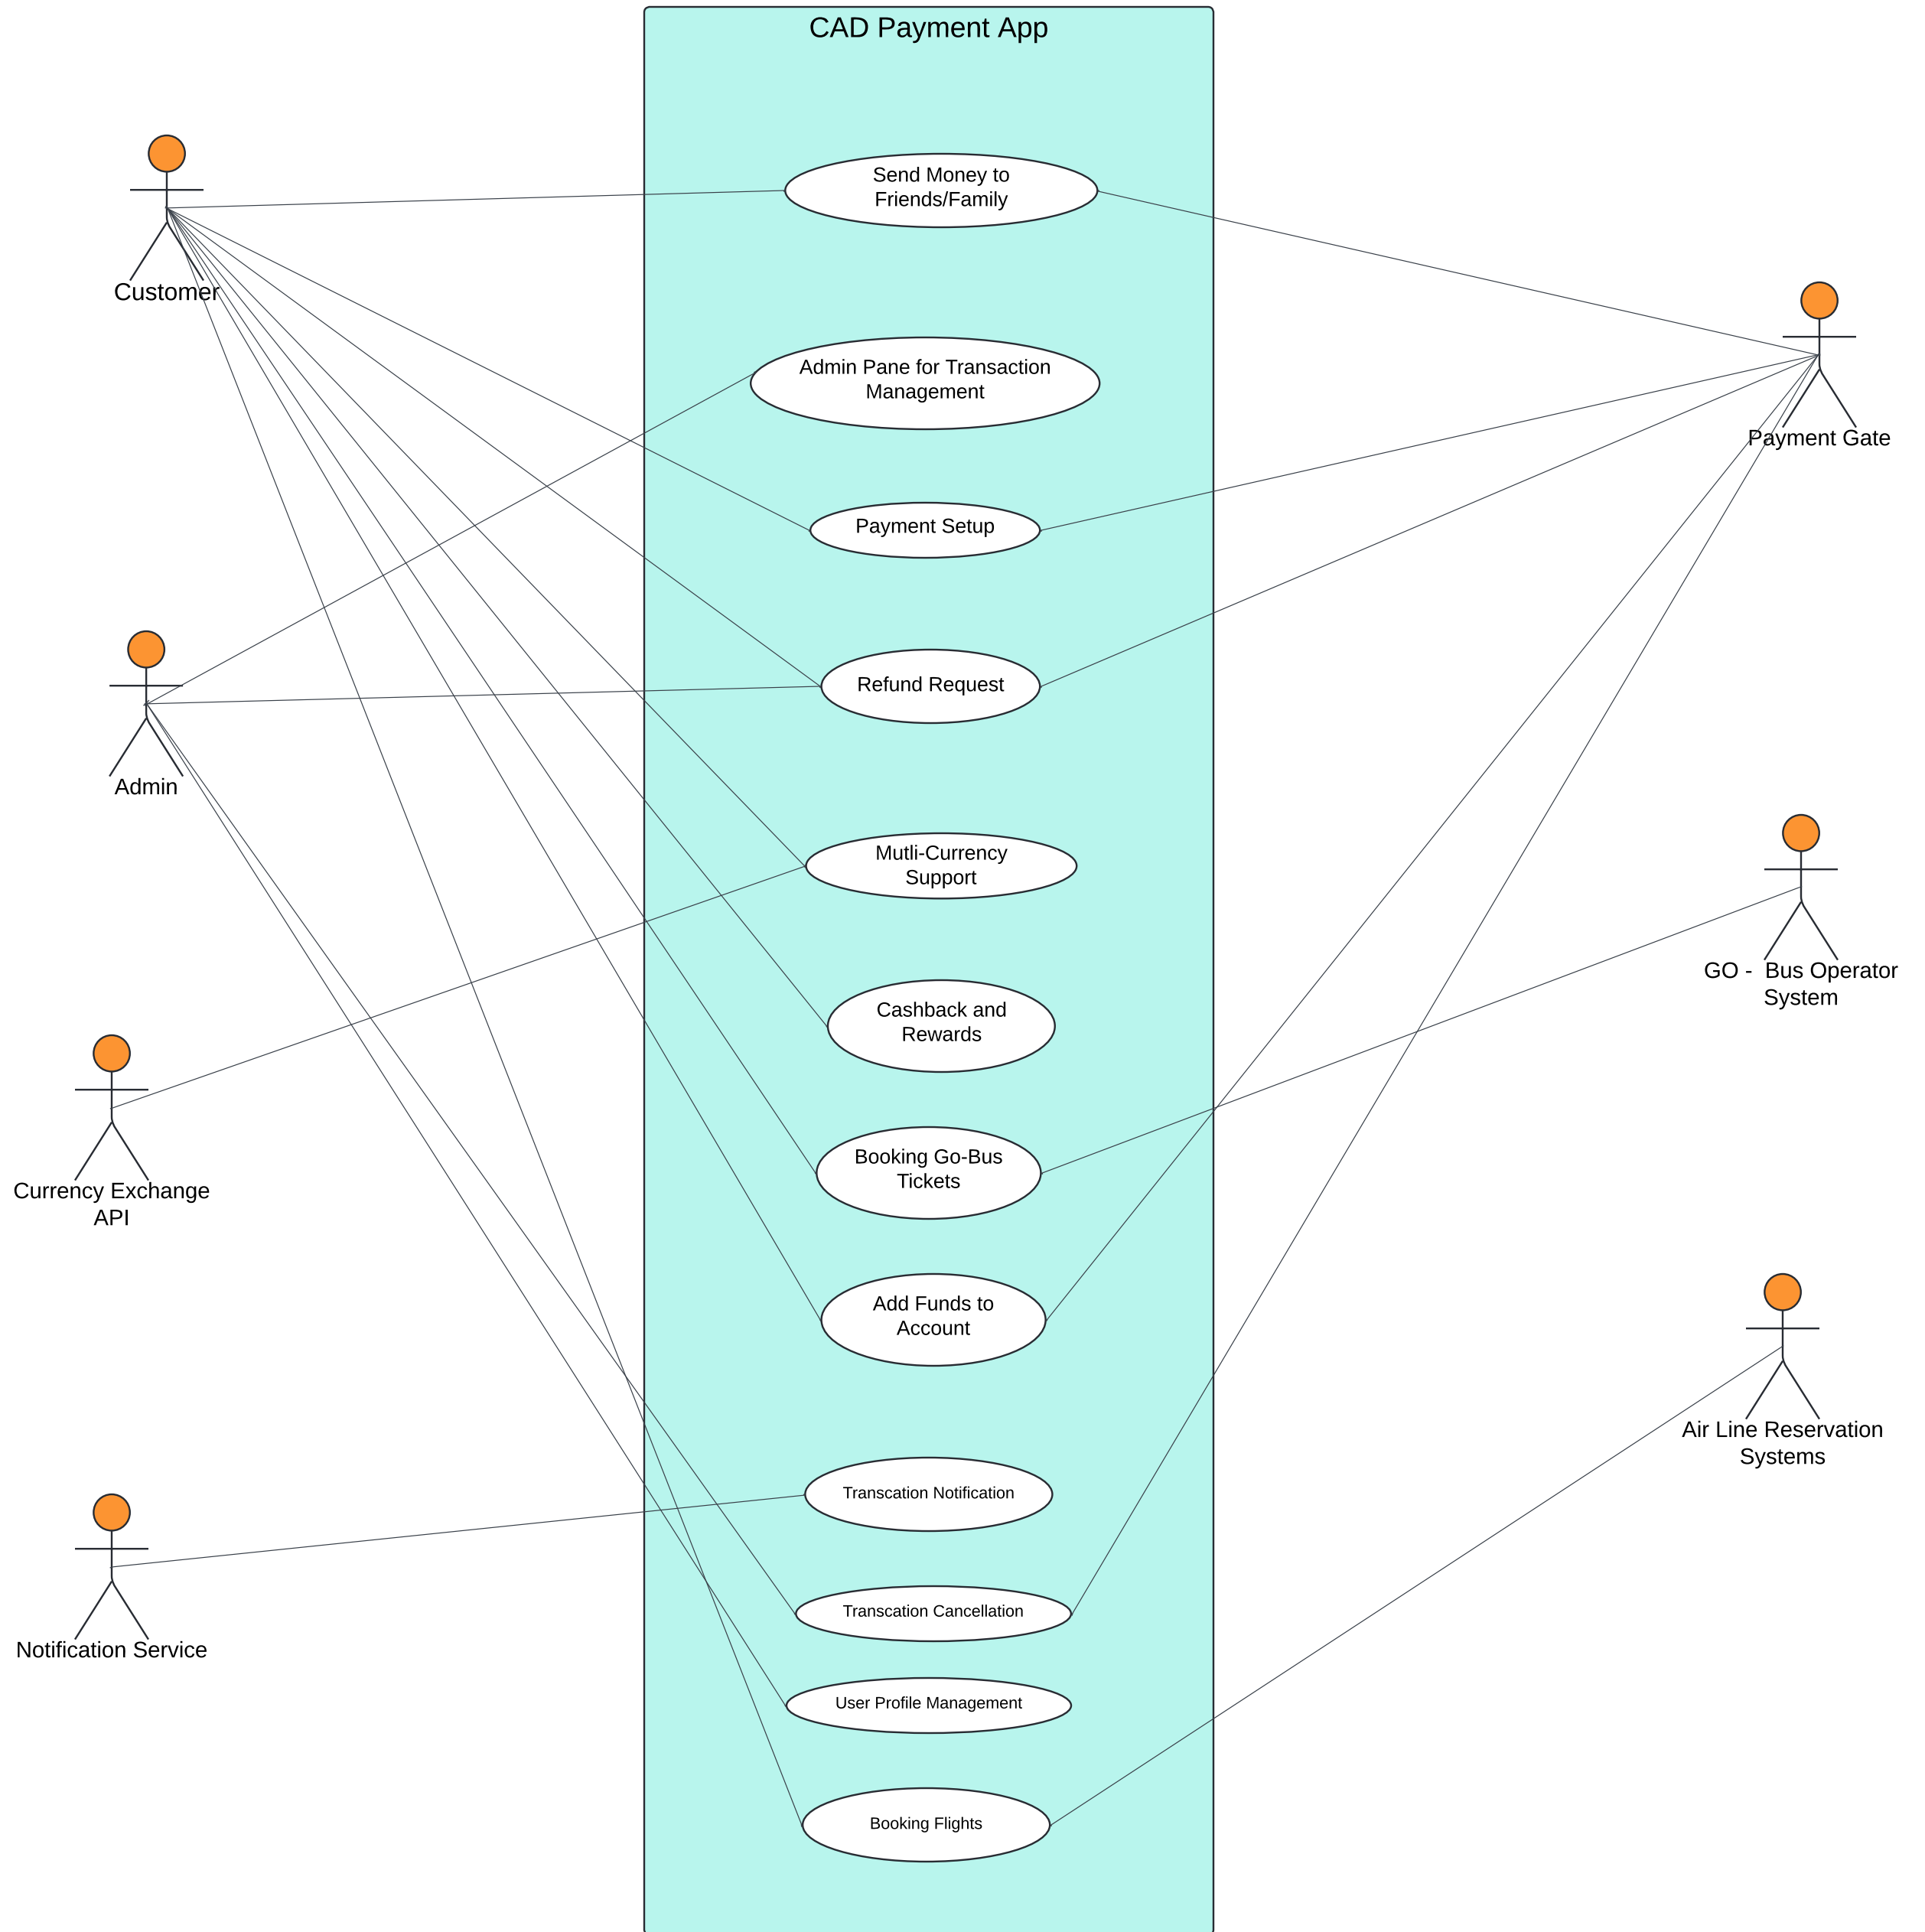 CAD Payment App
Customer
Admin
Currency Exchange
API
Notification Service
Send Money to
Friends/Family
Admin Pane for Transaction
Management
Payment Setup
Refund Request
Mutli-Currency
Support
Cashback and
Rewards
Booking Go-Bus
Tickets
Add Funds to
Account
Transcation Notification
Transcation Cancellation
User Profile Management
Booking Flights
Payment Gate
GO -  Bus Operator
System
Air Line Reservation
Systems